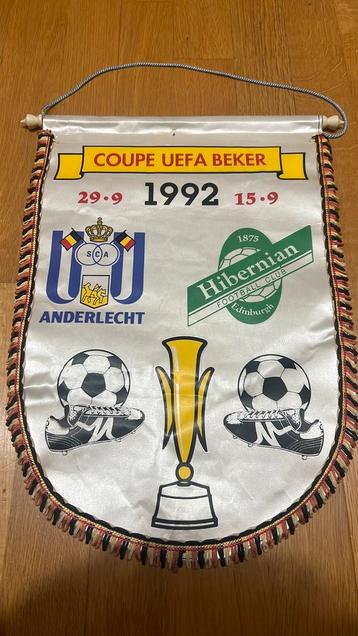 COUPE UEFA BEKER
29·9 1992 15·9
SCA
ANDERLECHT
1875
Hibernian
FOOTBALL CLUB
Edinburgh